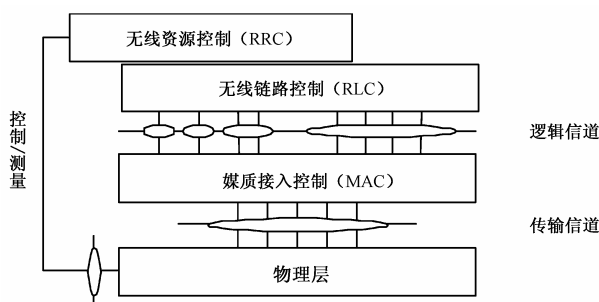 无线资源控制（RRC）
无线链路控制（RLC）
控制/测量
逻辑信道
媒质接入控制（MAC）
传输信道
物理层